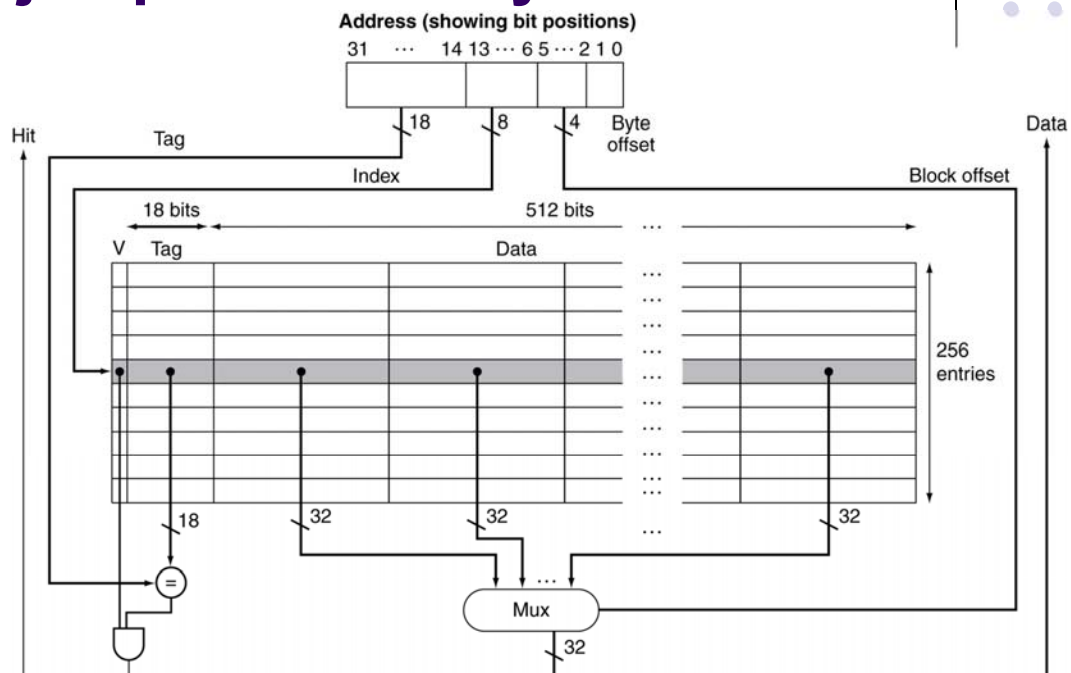 Address (showing bit positions)
31 ... 14 13 ... 6 5 ... 2 1 0
18 8 4 Byte offset
Hit
Tag
Data
Index
Block offset
18 bits
512 bits
...
V Tag Data
...
...
...
...
...
...
...
...
...
...
256 entries
18 32 32 ... 32
=
...
Mux
32